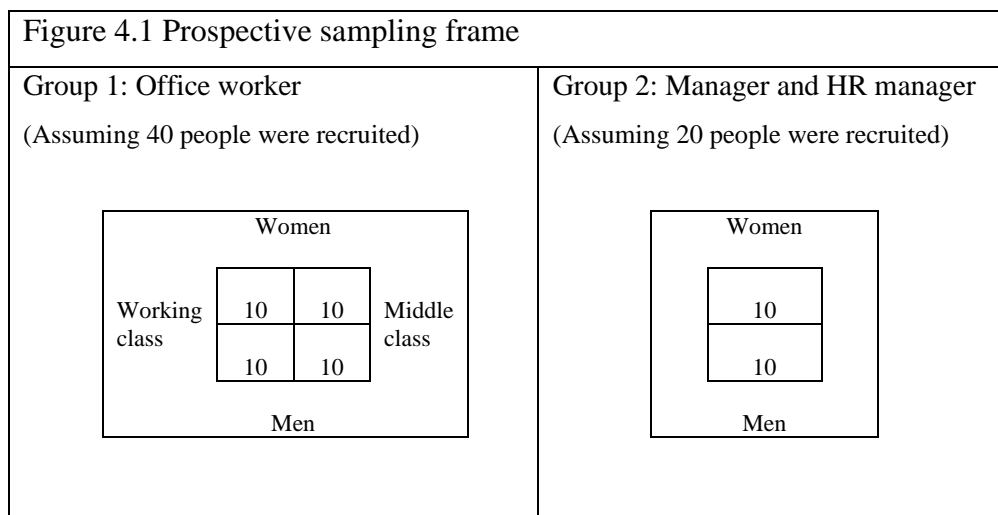 Figure 4.1 Prospective sampling frame
Group 1: Office worker
(Assuming 40 people were recruited)
Women
Working class
10 10
10 10
Middle class
Men
Group 2: Manager and HR manager
(Assuming 20 people were recruited)
Women
10
10
Men